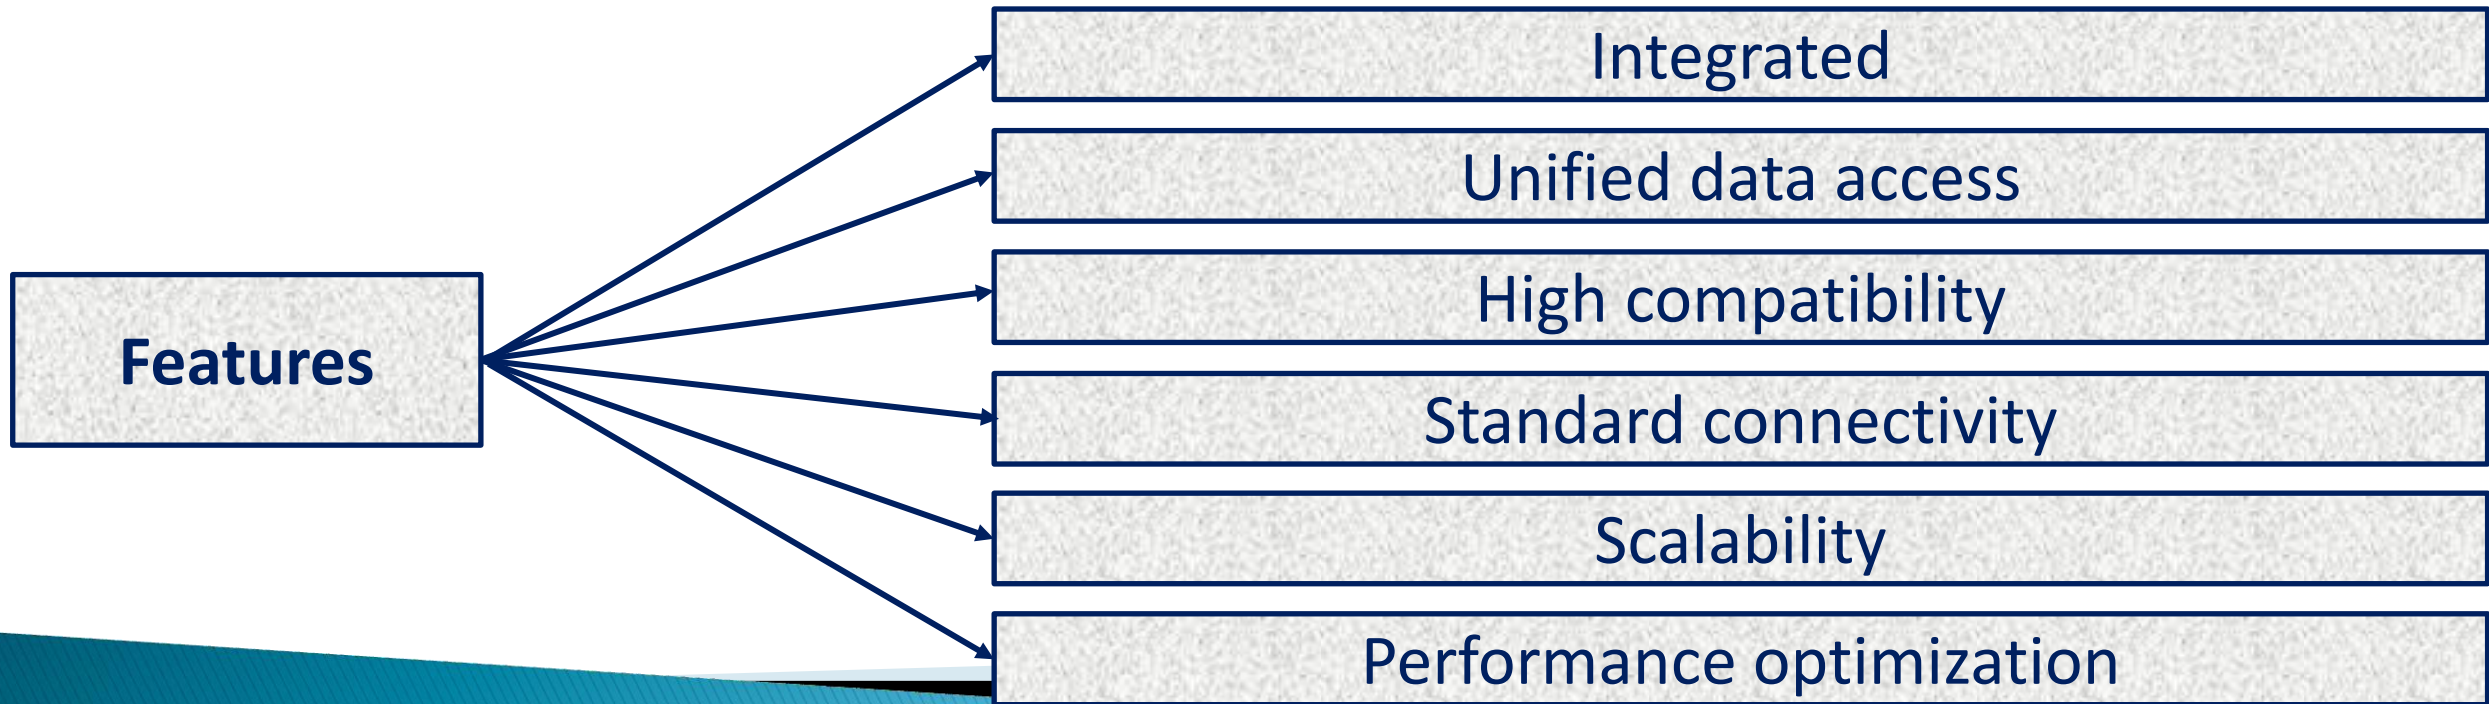 Features
Integrated
Unified data access
High compatibility
Standard connectivity
Scalability
Performance optimization